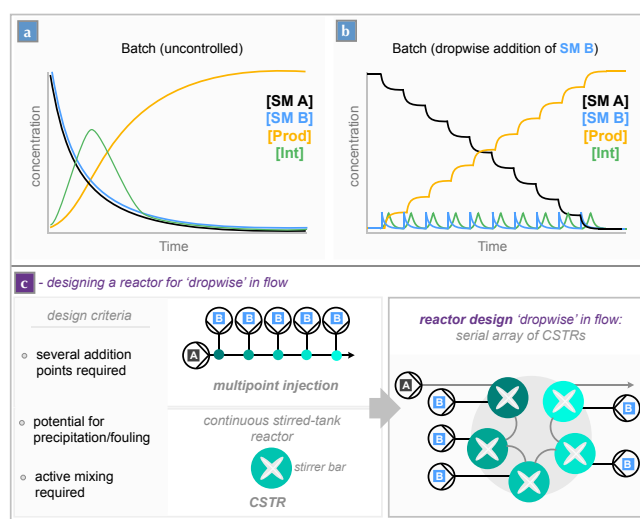 a
Batch (uncontrolled)
concentration
[SM A]
[SM B]
[Prod]
[Int]
Time
b
Batch (dropwise addition of SM B)
concentration
[SM A]
[SM B]
[Prod]
[Int]
Time
c - designing a reactor for ‘dropwise’ in flow
design criteria
several addition
points required
potential for
precipitation/fouling
active mixing
required
B B B B B
A
multipoint injection
continuous stirred-tank
reactor
stirrer bar
CSTR
reactor design ‘dropwise’ in flow:
serial array of CSTRs
A
B
B
B
B
B